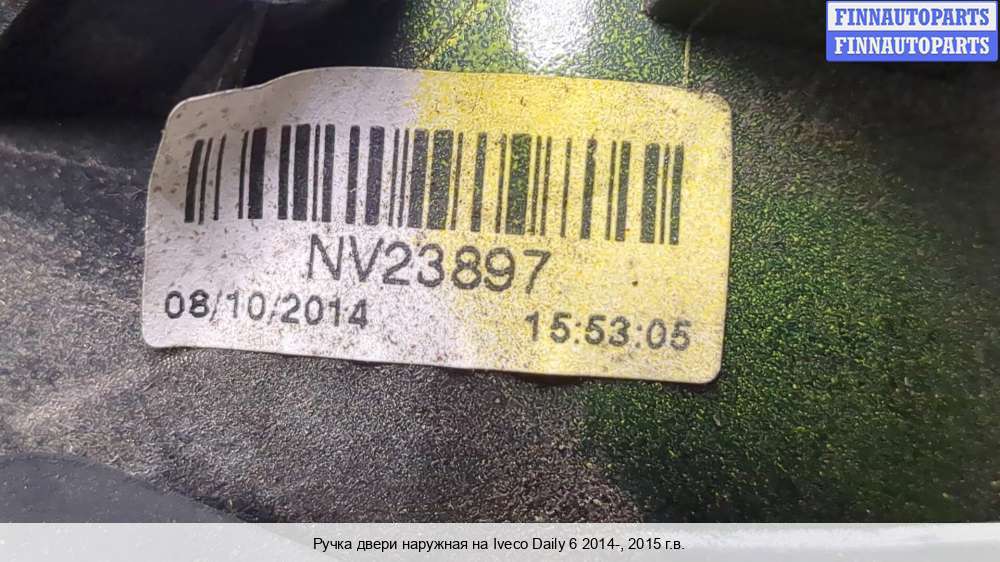 FINNAUTOPARTS
FINNAUTOPARTS
NV23897
08/10/2014 15:53:05
Ручка двери наружная на Iveco Daily 6 2014-, 2015 г.в.